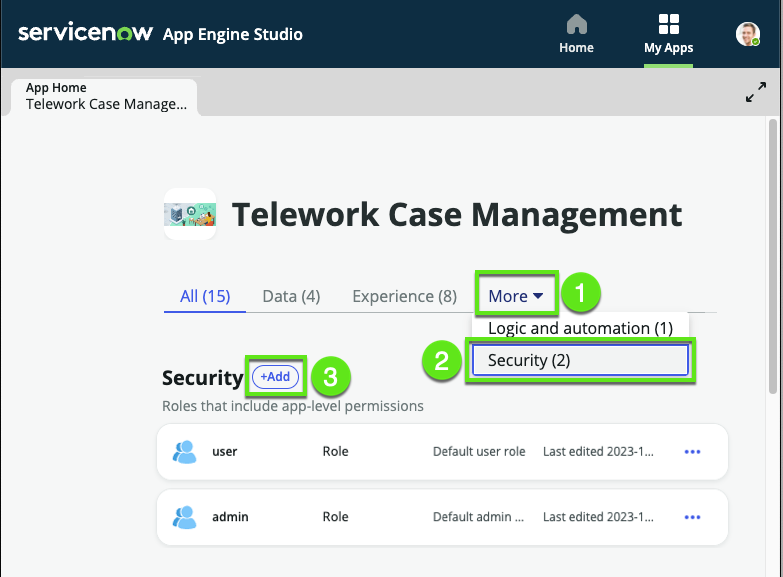 servicenow App Engine Studio
Home
My Apps
App Home
Telework Case Manage...
Telework Case Management
All (15) Data (4) Experience (8) More
1
Logic and automation (1)
2
Security (2)
Security +Add
3
Roles that include app-level permissions
user Role Default user role Last edited 2023-1...
admin Role Default admin ... Last edited 2023-1...